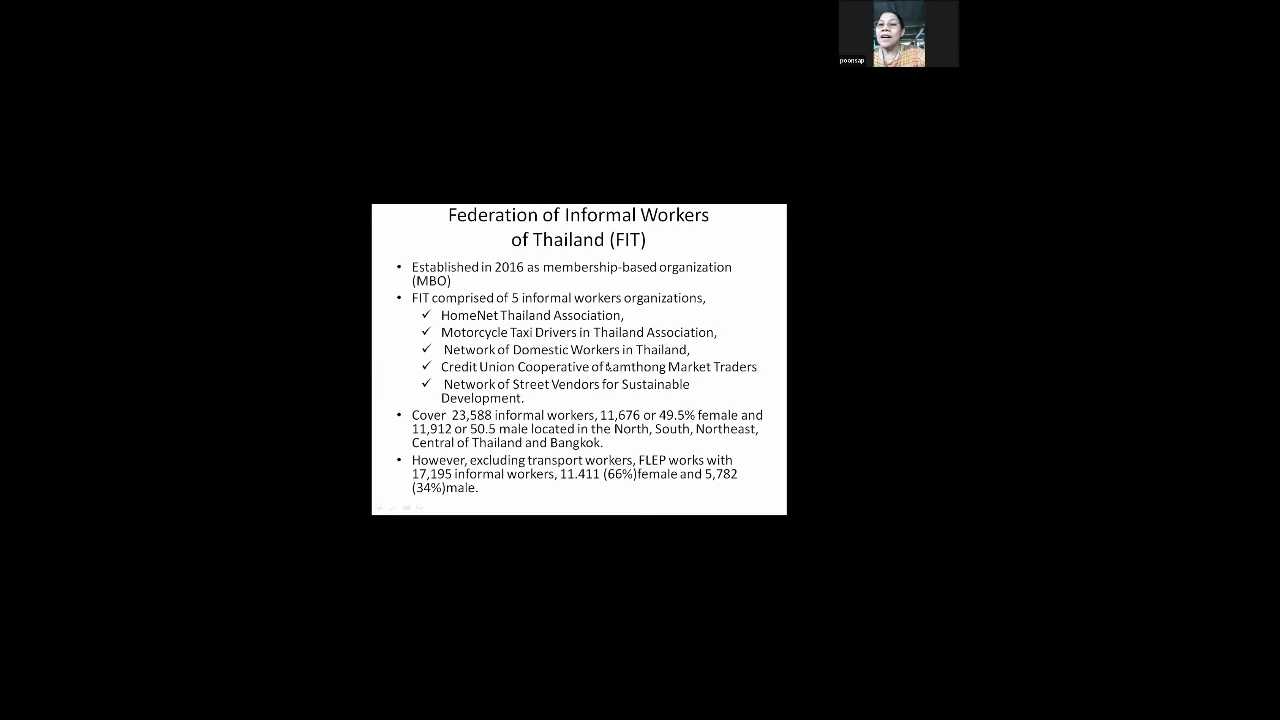 poonsap
Federation of Informal Workers
of Thailand (FIT)
• Established in 2016 as membership-based organization
(MBO)
• FIT comprised of 5 informal workers organizations,
✓ HomeNet Thailand Association,
✓ Motorcycle Taxi Drivers in Thailand Association,
✓ Network of Domestic Workers in Thailand,
✓ Credit Union Cooperative of Lamthong Market Traders
✓ Network of Street Vendors for Sustainable
Development.
• Cover 23,588 informal workers, 11,676 or 49.5% female and
11,912 or 50.5 male located in the North, South, Northeast,
Central of Thailand and Bangkok.
• However, excluding transport workers, FLEP works with
17,195 informal workers, 11.411 (66%)female and 5,782
(34%)male.